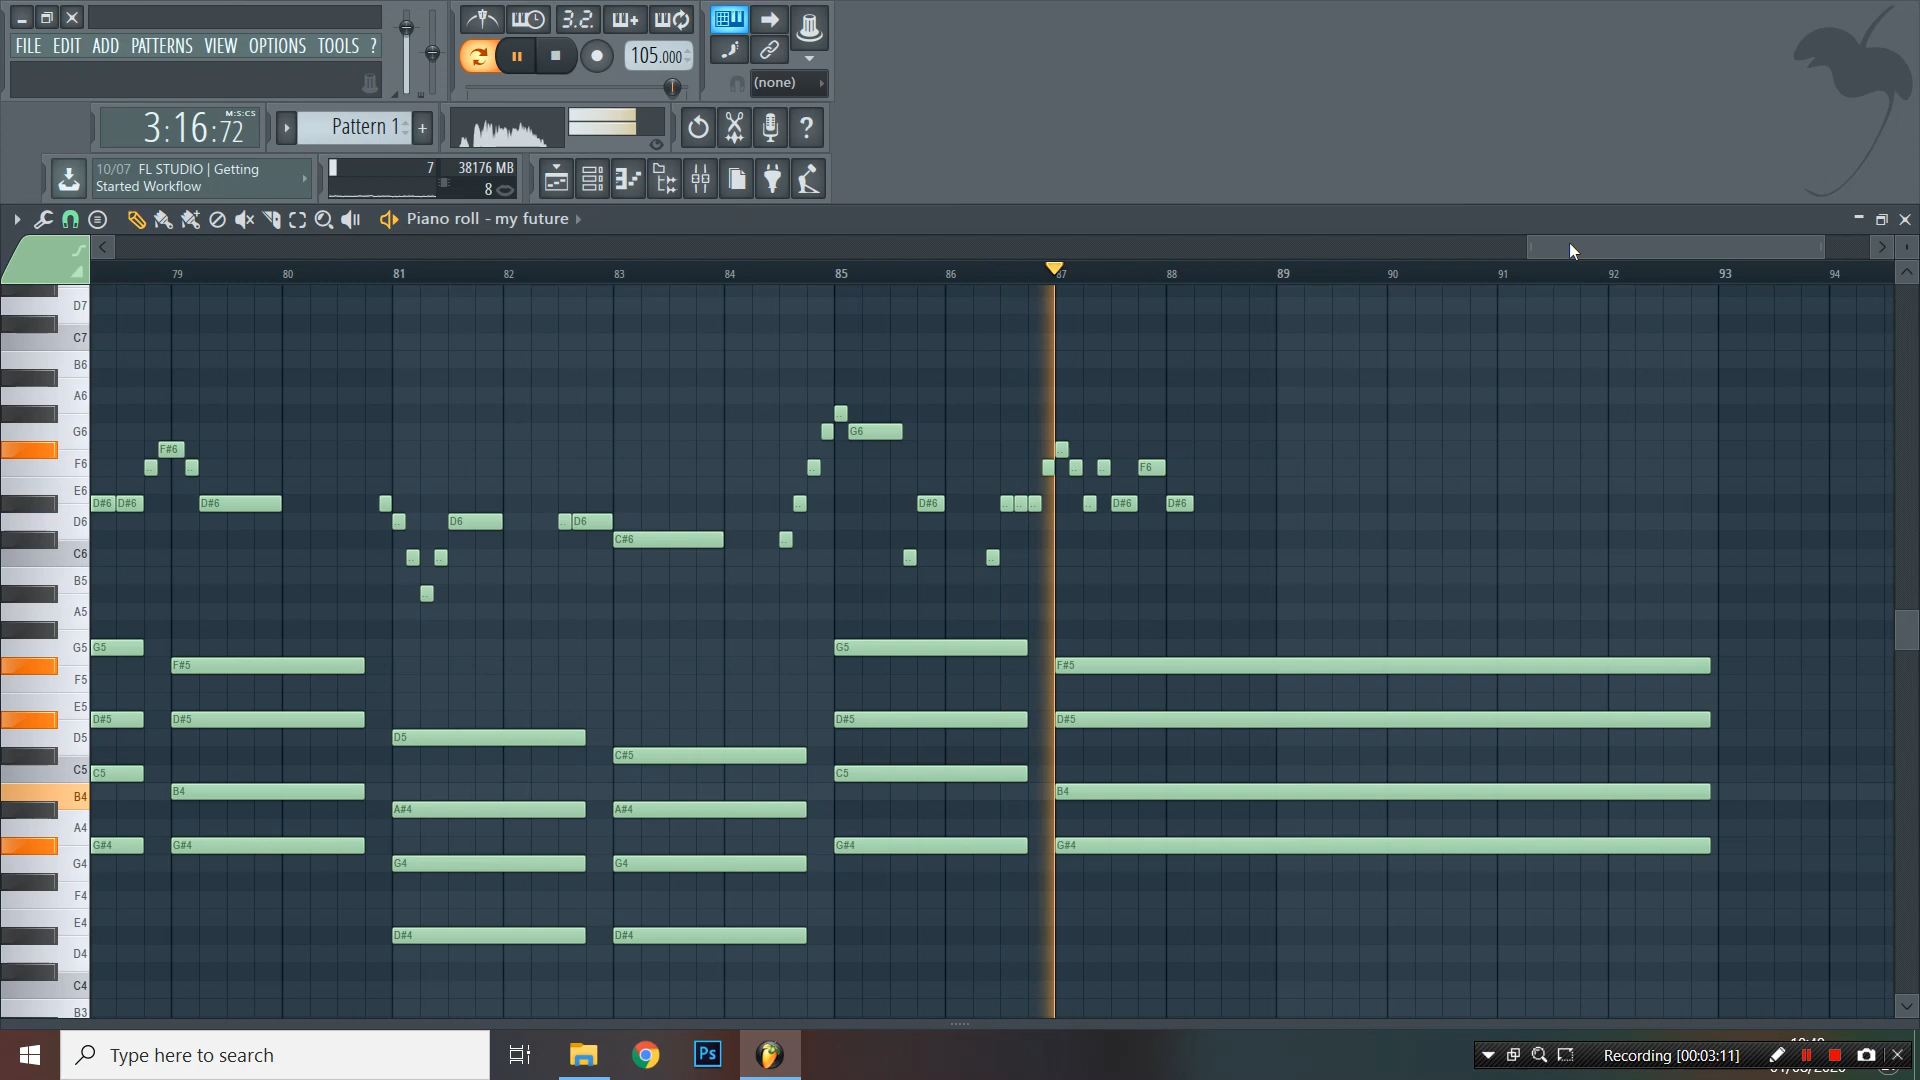 FILE EDIT ADD PATTERNS VIEW OPTIONS TOOLS ?
3.2.
105.000
(none)
3:16:72
M:S:CS
Pattern 1
+
?
10/07 FL STUDIO | Getting
Started Workflow
7
38176 MB
8
Piano roll - my future
79 80 81 82 83 84 85 86 87 88 89 90 91 92 93 94
D7
C7
B6
A6
G6 G6
F#6
F6 F6
E6
D#6 D#6 D#6 D#6 D#6 D#6
D6 D6 D6
C#6
C6
B5
A5
G5 G5 G5
F#5 F#5
F5
E5
D#5 D#5 D#5 D#5
D5 D5
C#5
C5 C5 C5
B4 B4 B4
A#4 A#4
A4
G#4 G#4 G#4 G#4
G4 G4 G4
F4
E4
D#4 D#4
D4
C4
B3
Type here to search
Ps
Recording [00:03:11]